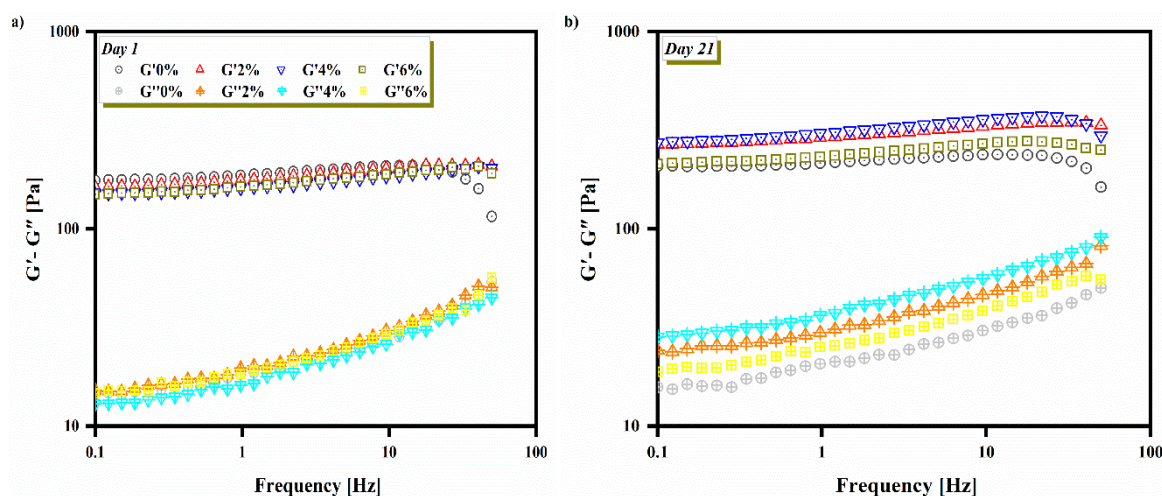 a)
Day 1
G'0% G'2% G'4% G'6%
G''0% G''2% G''4% G''6%
1000
100
10
G'- G'' [Pa]
0.1 1 10 100
Frequency [Hz]
b)
Day 21
1000
100
10
G'- G'' [Pa]
0.1 1 10 100
Frequency [Hz]